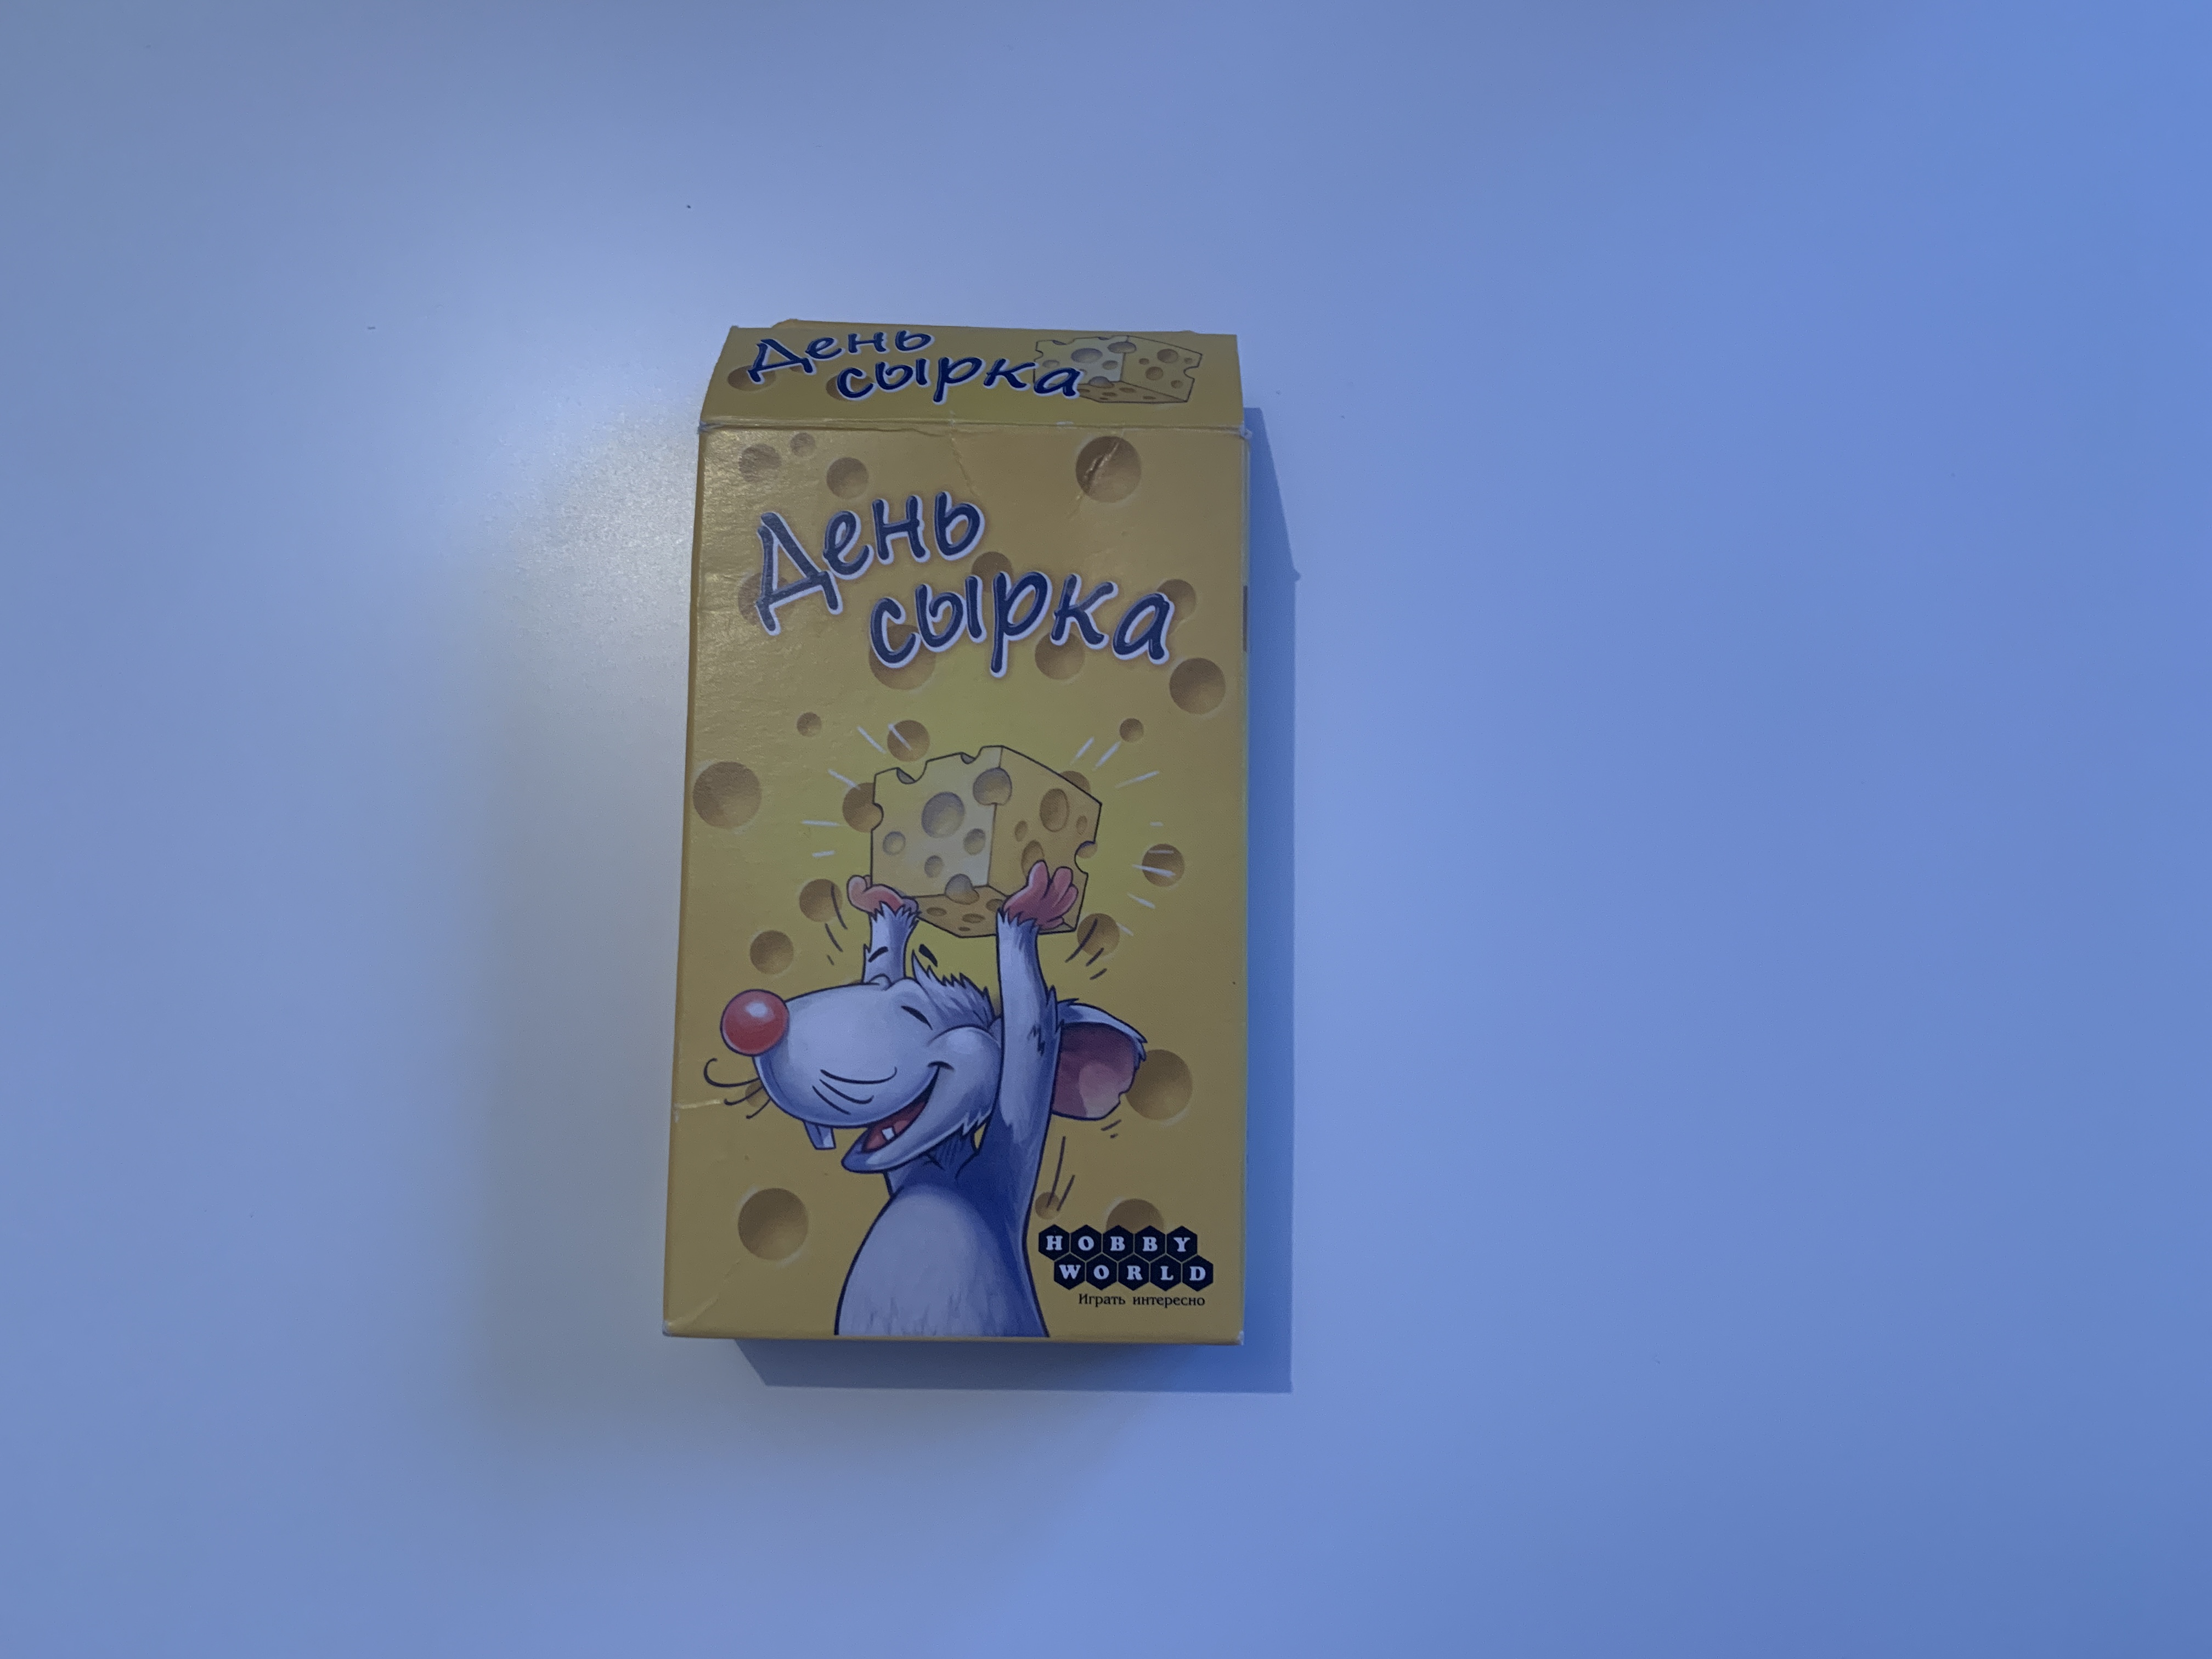 День
сырка
День
сырка
HOBBY
WORLD
Играть интересно